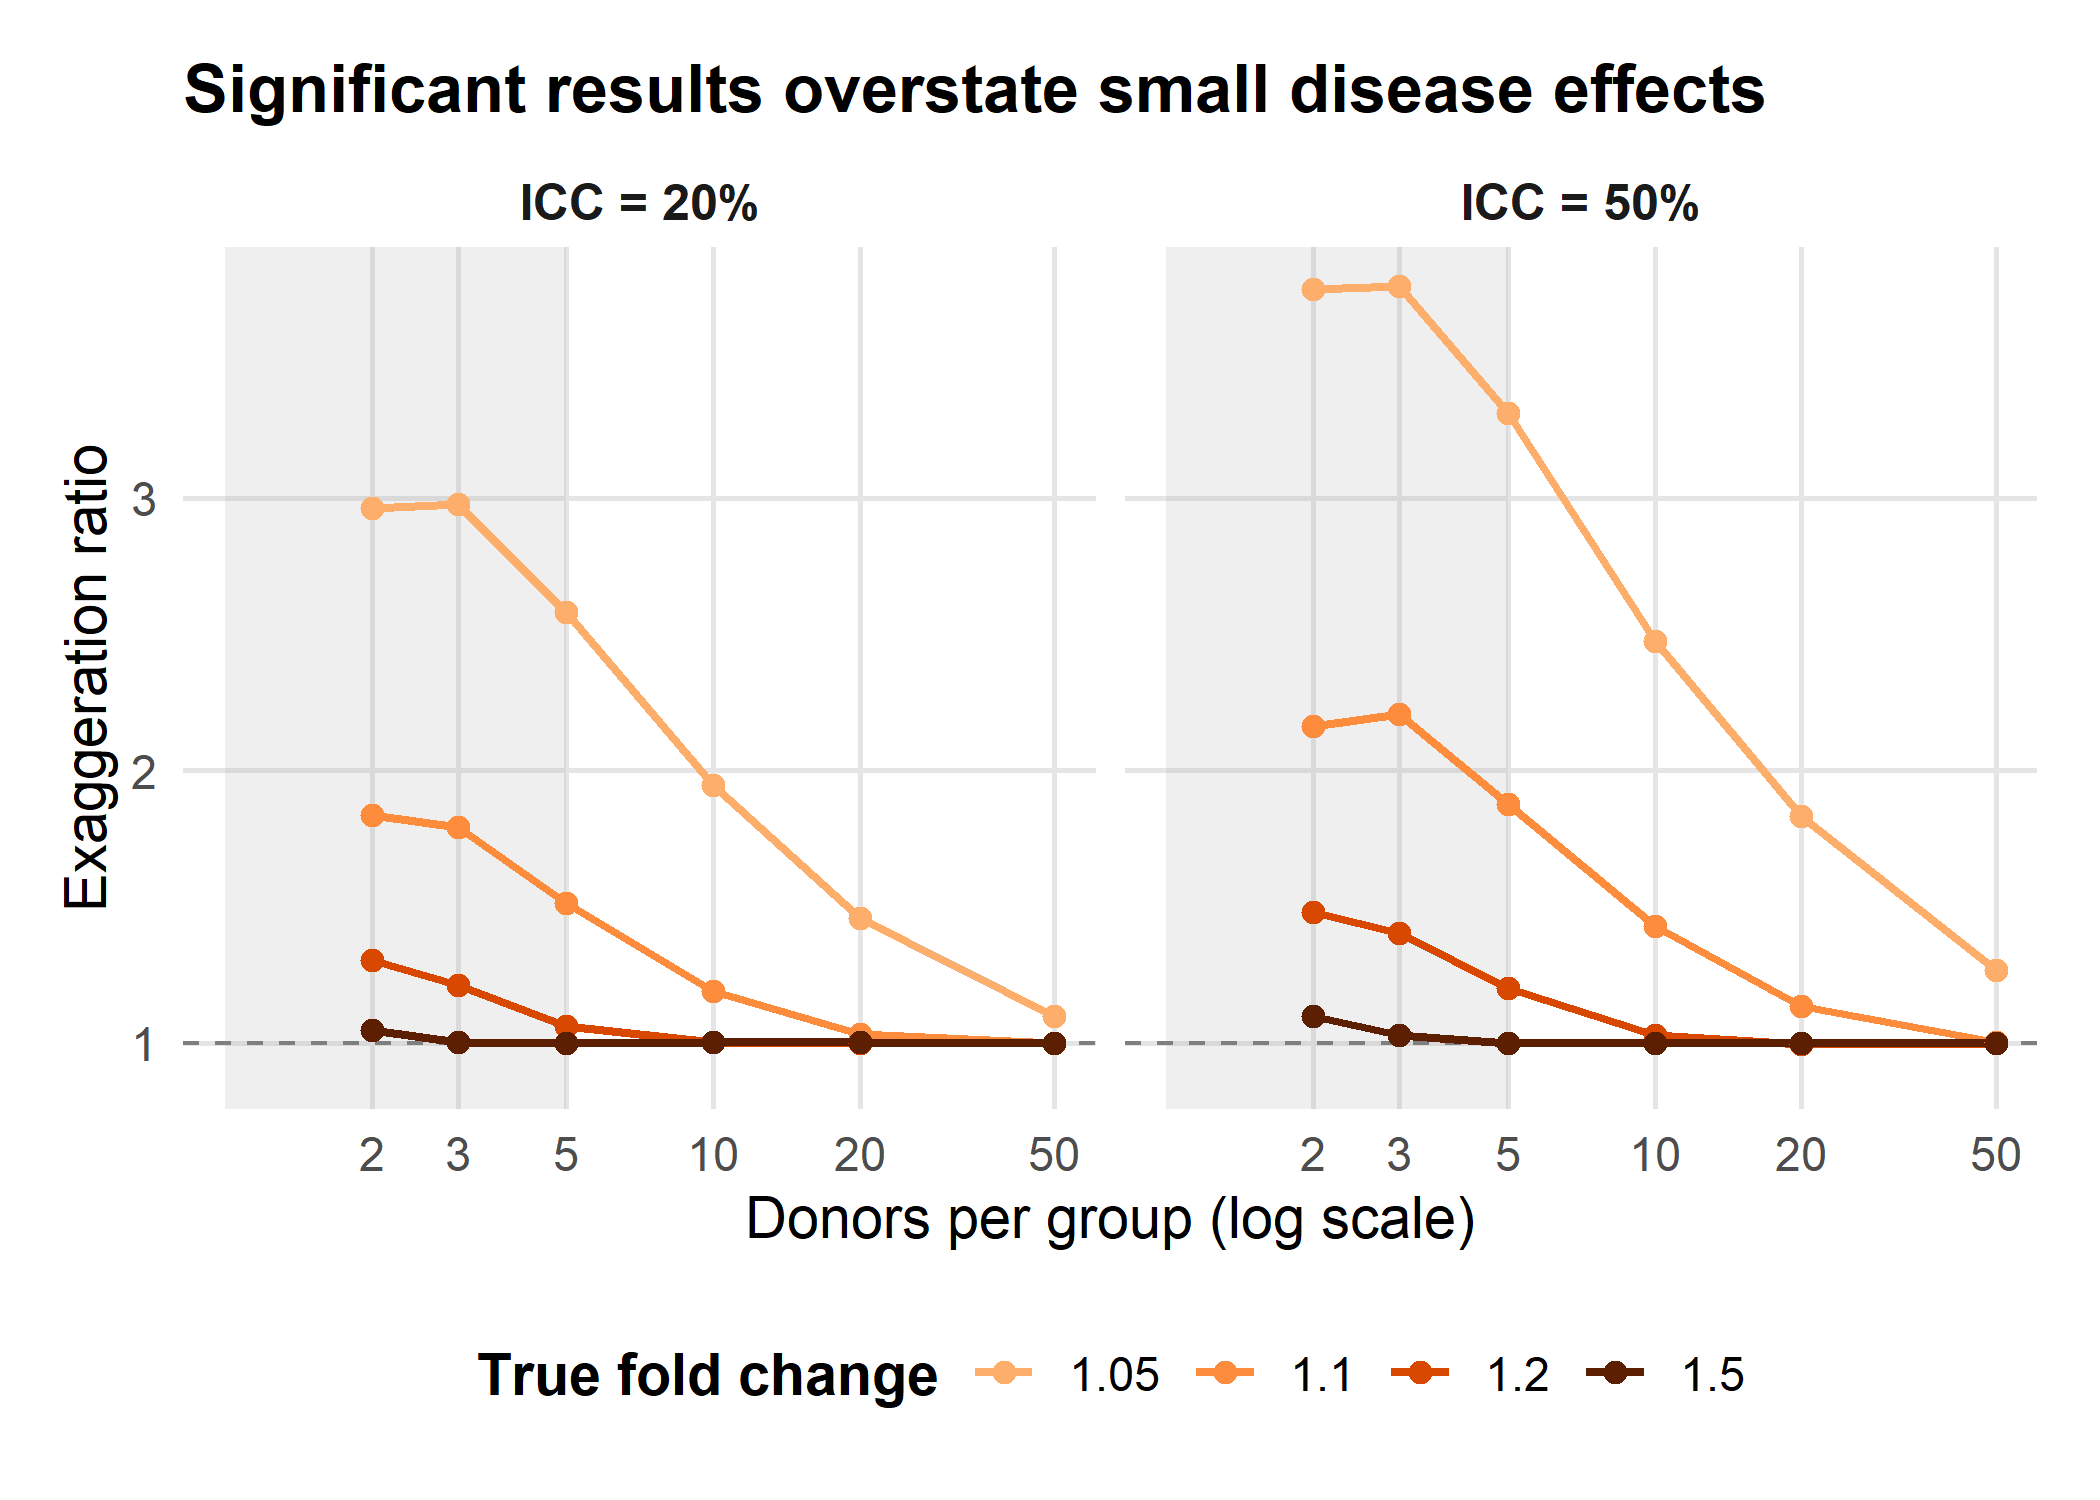 Significant results overstate small disease effects
ICC = 20%
ICC = 50%
Exaggeration ratio
3
2
1
2 3 5 10 20 50
2 3 5 10 20 50
Donors per group (log scale)
True fold change 1.05 1.1 1.2 1.5